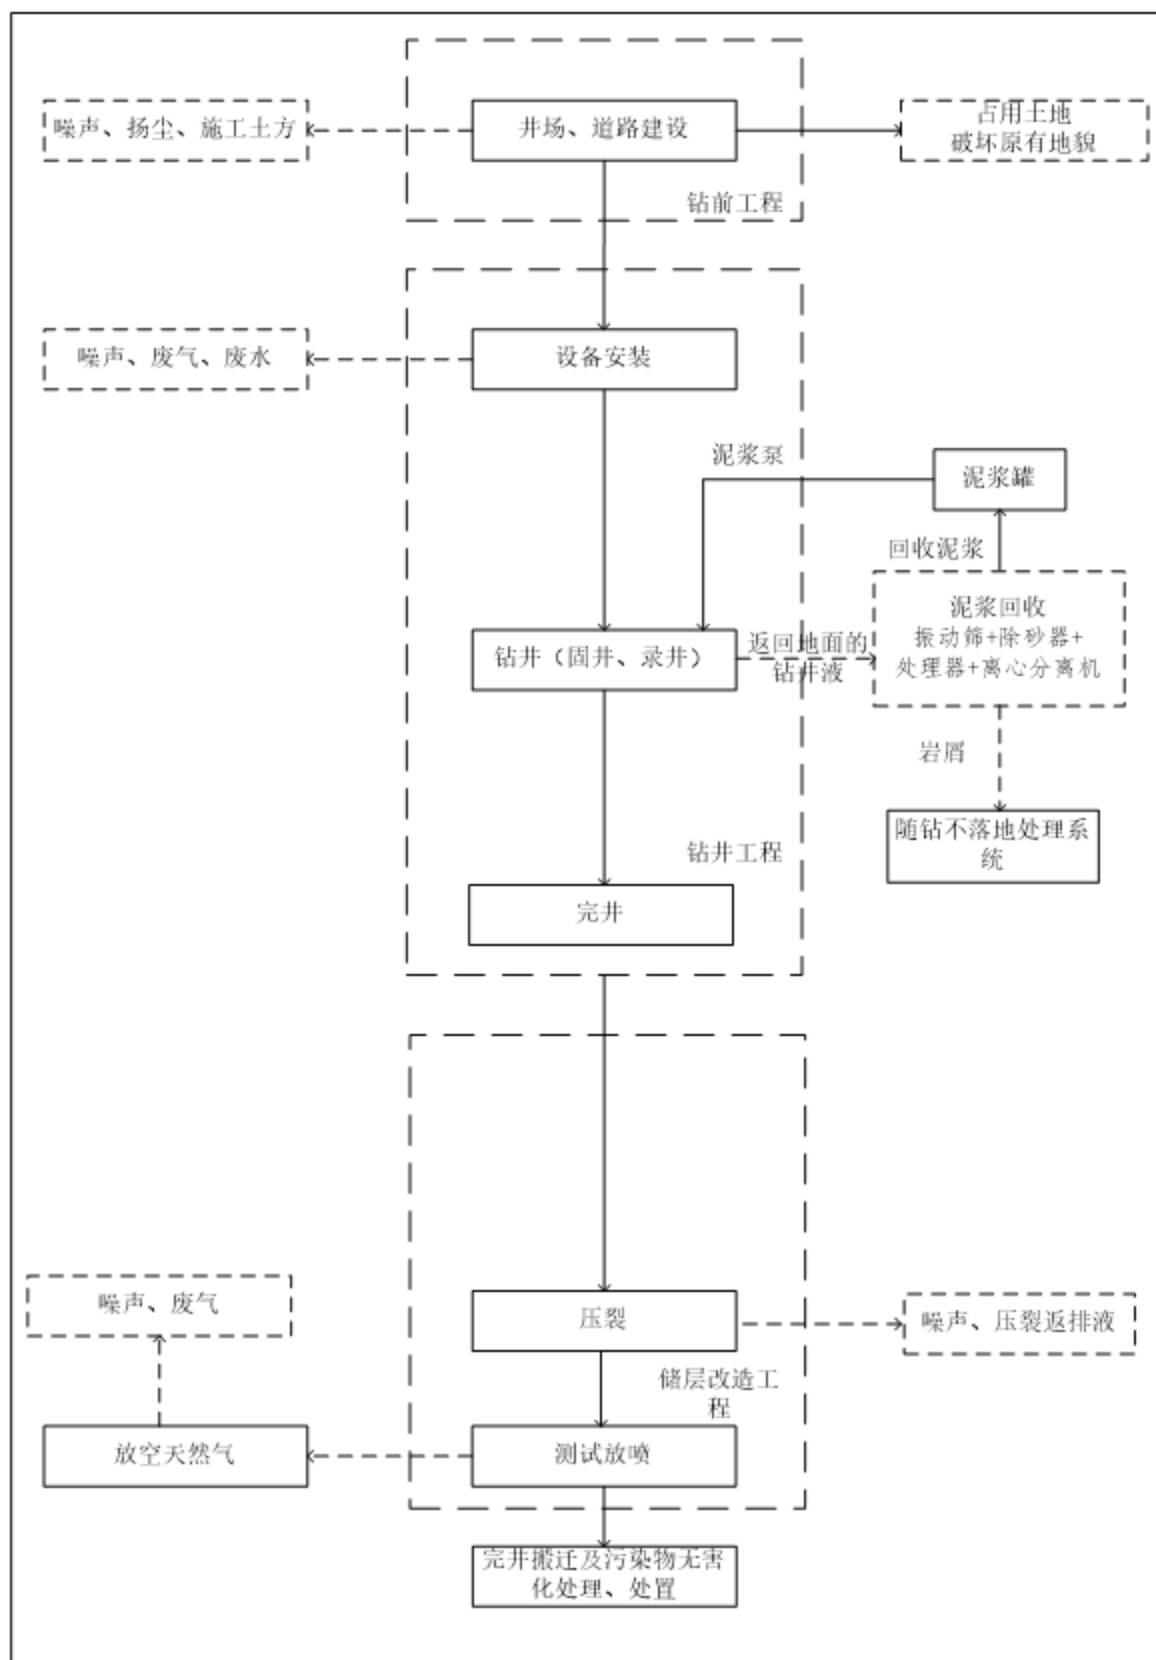 噪声、扬尘、施工土方
井场、道路建设
占用土地
破坏原有地貌
钻前工程
噪声、废气、废水
设备安装
泥浆泵
泥浆罐
回收泥浆
泥浆回收
振动筛+除砂器+
处理器+离心分离机
钻井（固井、录井）
返回地面的
钻井液
岩屑
随钻不落地处理系
统
钻井工程
完井
噪声、废气
压裂
噪声、压裂返排液
储层改造工
程
放空天然气
测试放喷
完井搬迁及污染物无害
化处理、处置